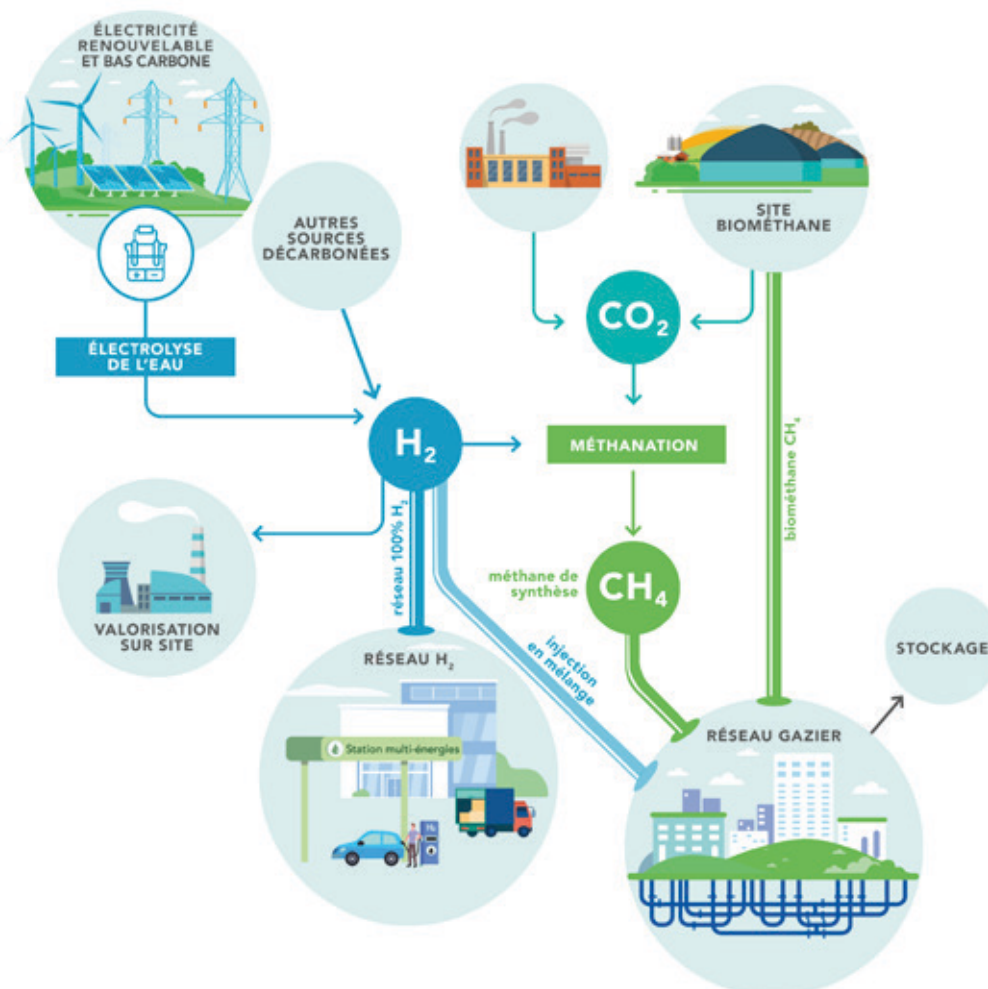 ÉLECTRICITÉ
RENOUVELABLE
ET BAS CARBONE
AUTRES
SOURCES
DÉCARBONÉES
SITE
BIOMÉTHANE
CO₂
ÉLECTROLYSE
DE L'EAU
H₂
MÉTHANATION
biométhane CH₄
réseau 100% H₂
méthane de
synthèse
CH₄
VALORISATION
SUR SITE
injection
en mélange
STOCKAGE
RÉSEAU H₂
Station multi-énergies
H₂
RÉSEAU GAZIER